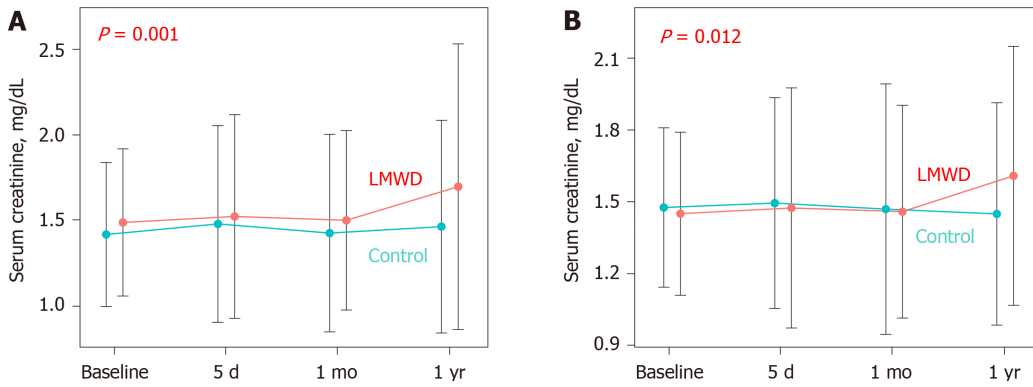 A
P = 0.001
Serum creatinine, mg/dL
2.5
2.0
1.5
1.0
LMWD
Control
Baseline 5 d 1 mo 1 yr
B
P = 0.012
Serum creatinine, mg/dL
2.1
1.8
1.5
1.2
0.9
LMWD
Control
Baseline 5 d 1 mo 1 yr